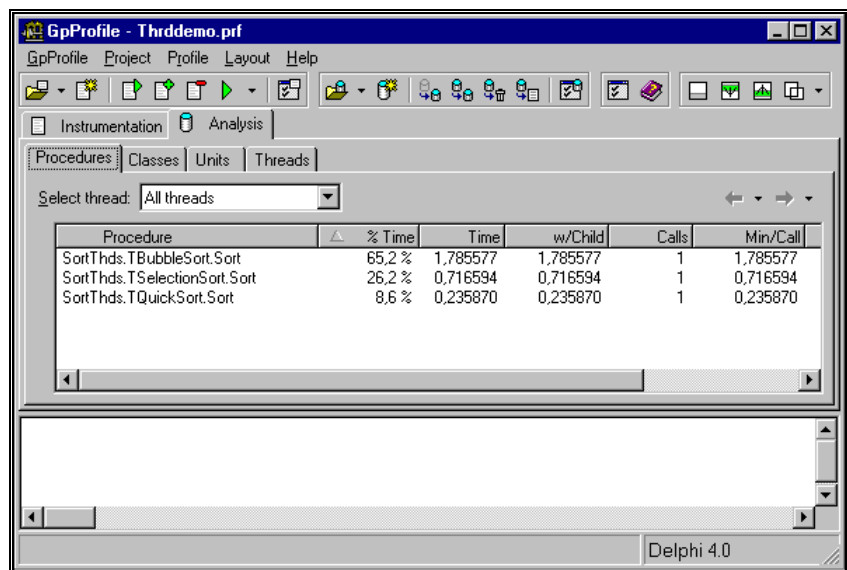 GpProfile - Thrddemo.prf
GpProfile Project Profile Layout Help
Instrumentation Analysis
Procedures Classes Units Threads
Select thread: All threads
Procedure % Time Time w/Child Calls Min/Call
SortThds.TBubbleSort.Sort 65,2 % 1,785577 1,785577 1 1,785577
SortThds.TSelectionSort.Sort 26,2 % 0,716594 0,716594 1 0,716594
SortThds.TQuickSort.Sort 8,6 % 0,235870 0,235870 1 0,235870
Delphi 4.0